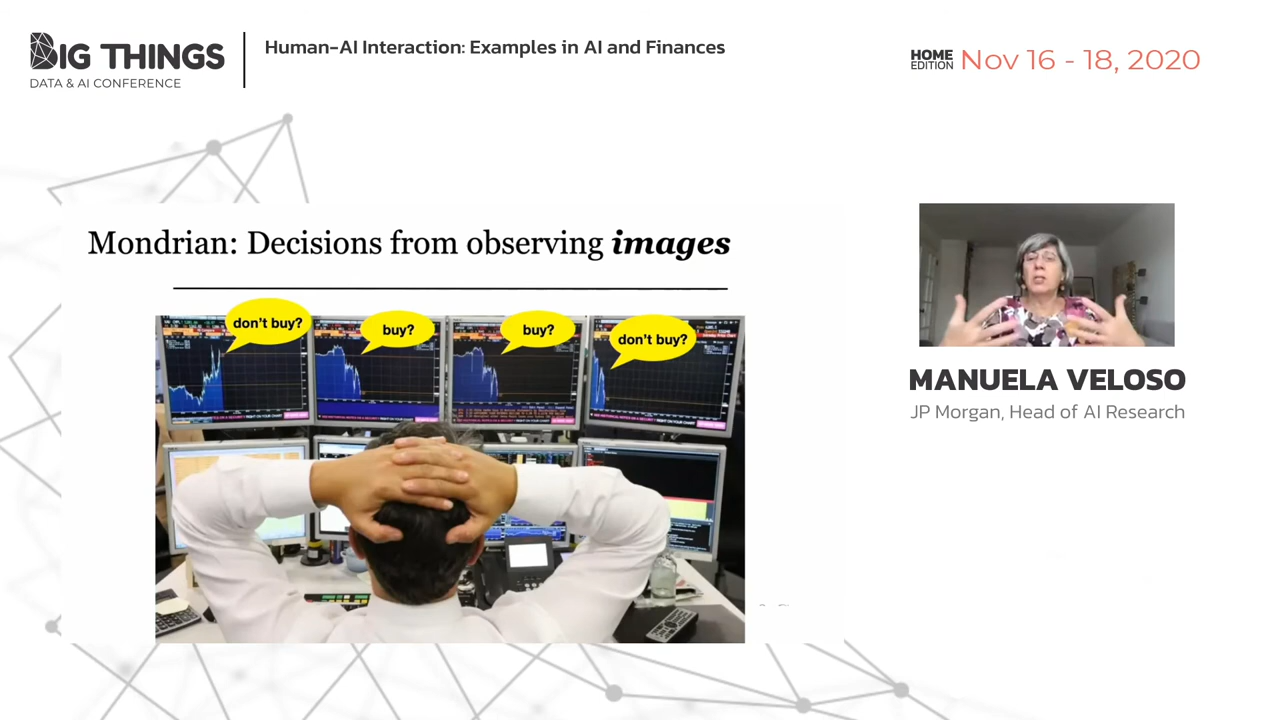 BIG THINGS
DATA & AI CONFERENCE
Human-AI Interaction: Examples in AI and Finances
HOME
EDITION
Nov 16 - 18, 2020
Mondrian: Decisions from observing images
don't buy?
buy?
buy?
don't buy?
MANUELA VELOSO
JP Morgan, Head of AI Research